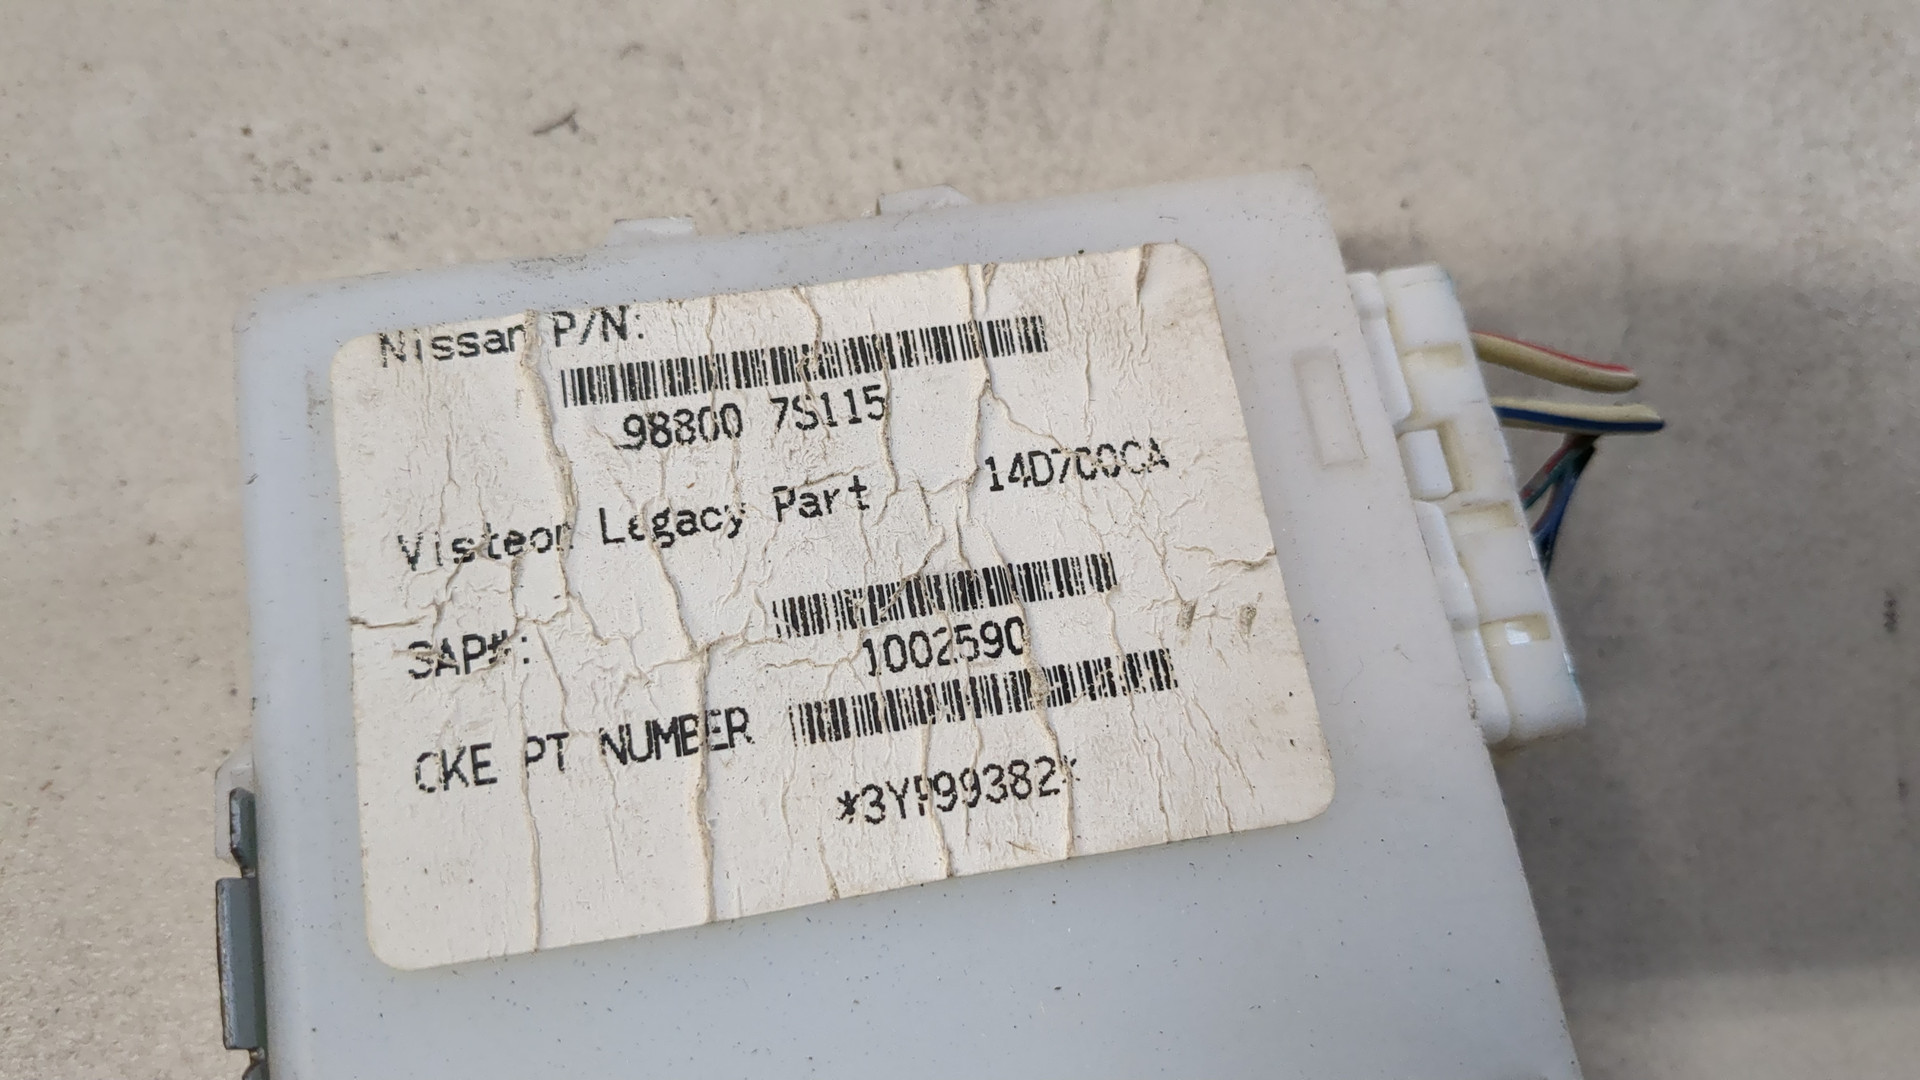 Nissan P/N:
98800 7S115
Visteon Legacy Part 14D700CA
SAP#:
1002590
CKE PT NUMBER
*3YP99382*